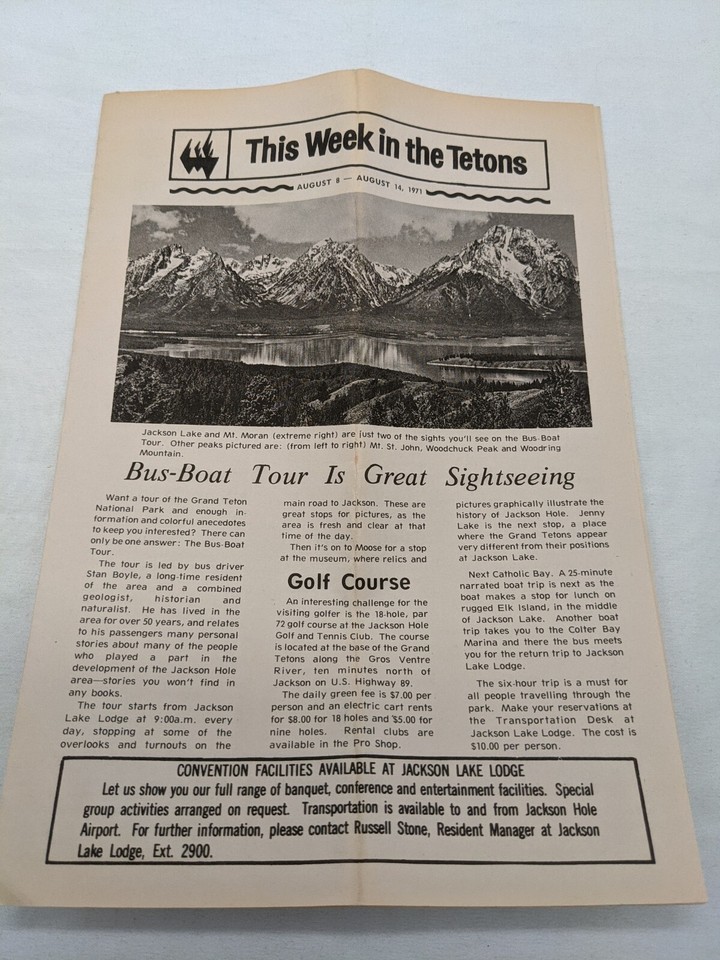 This Week in the Tetons
AUGUST 8 — AUGUST 14, 1971
Jackson Lake and Mt. Moran (extreme right) are just two of the sights you'll see on the Bus-Boat
Tour. Other peaks pictured are: (from left to right) Mt. St. John, Woodchuck Peak and Woodring
Mountain.
Bus-Boat Tour Is Great Sightseeing
Want a tour of the Grand Teton
National Park and enough in-
formation and colorful anecedotes
to keep you interested? There can
only be one answer: The Bus-Boat
Tour.
The tour is led by bus driver
Stan Boyle, a long-time resident
of the area and a combined
geologist, historian and
naturalist. He has lived in the
area for over 50 years, and relates
to his passengers many personal
stories about many of the people
who played a part in the
development of the Jackson Hole
area—stories you won't find in
any books.
The tour starts from Jackson
Lake Lodge at 9:00a.m. every
day, stopping at some of the
overlooks and turnouts on the
main road to Jackson. These are
great stops for pictures, as the
area is fresh and clear at that
time of the day.
Then it's on to Moose for a stop
at the museum, where relics and
pictures graphically illustrate the
history of Jackson Hole. Jenny
Lake is the next stop, a place
where the Grand Tetons appear
very different from their positions
at Jackson Lake.
Next Catholic Bay. A 25-minute
narrated boat trip is next as the
boat makes a stop for lunch on
rugged Elk Island, in the middle
of Jackson Lake. Another boat
trip takes you to the Colter Bay
Marina and there the bus meets
you for the return trip to Jackson
Lake Lodge.
The six-hour trip is a must for
all people travelling through the
park. Make your reservations at
the Transportation Desk at
Jackson Lake Lodge. The cost is
$10.00 per person.
Golf Course
An interesting challenge for the
visiting golfer is the 18-hole, par
72 golf course at the Jackson Hole
Golf and Tennis Club. The course
is located at the base of the Grand
Tetons along the Gros Ventre
River, ten minutes north of
Jackson on U.S. Highway 89.
The daily green fee is $7.00 per
person and an electric cart rents
for $8.00 for 18 holes and $5.00 for
nine holes. Rental clubs are
available in the Pro Shop.
CONVENTION FACILITIES AVAILABLE AT JACKSON LAKE LODGE
Let us show you our full range of banquet, conference and entertainment facilities. Special
group activities arranged on request. Transportation is available to and from Jackson Hole
Airport. For further information, please contact Russell Stone, Resident Manager at Jackson
Lake Lodge, Ext. 2900.